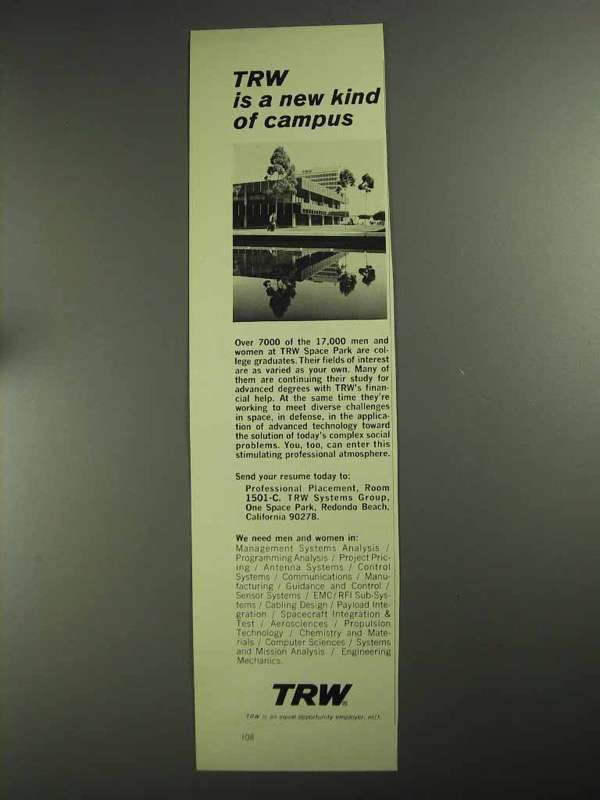 TRW
is a new kind
of campus
Over 7000 of the 17,000 men and
women at TRW Space Park are col-
lege graduates. Their fields of interest
are as varied as your own. Many of
them are continuing their study for
advanced degrees with TRW's finan-
cial help. At the same time they're
working to meet diverse challenges
in space, in defense, in the applica-
tion of advanced technology toward
the solution of today's complex social
problems. You, too, can enter this
stimulating professional atmosphere.
Send your resume today to:
Professional Placement, Room
1501-C, TRW Systems Group,
One Space Park, Redondo Beach,
California 90278.
We need men and women in:
Management Systems Analysis /
Programming Analysis / Project Pric-
ing / Antenna Systems / Control
Systems / Communications / Manu-
facturing / Guidance and Control /
Sensor Systems / EMC/RFI Sub-Sys-
tems / Cabling Design / Payload Inte-
gration / Spacecraft Integration &
Test / Aerosciences / Propulsion
Technology / Chemistry and Mate-
rials / Computer Sciences / Systems
and Mission Analysis / Engineering
Mechanics.
TRW®
TRW is an equal opportunity employer, m/f.
108